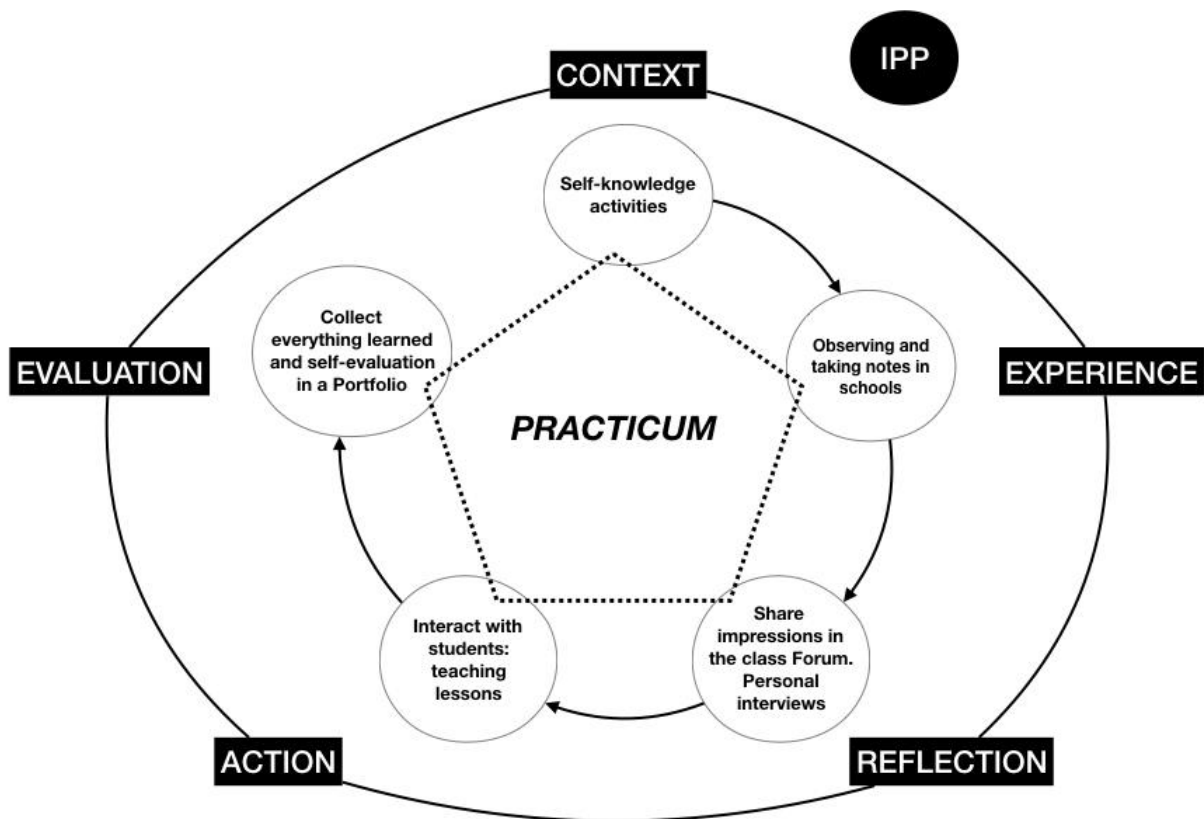 IPP
CONTEXT
Self-knowledge
activities
Observing and
taking notes in
schools
EXPERIENCE
Share
impressions in
the class Forum.
Personal
interviews
REFLECTION
Interact with
students:
teaching
lessons
ACTION
Collect
everything learned
and self-evaluation
in a Portfolio
EVALUATION
PRACTICUM